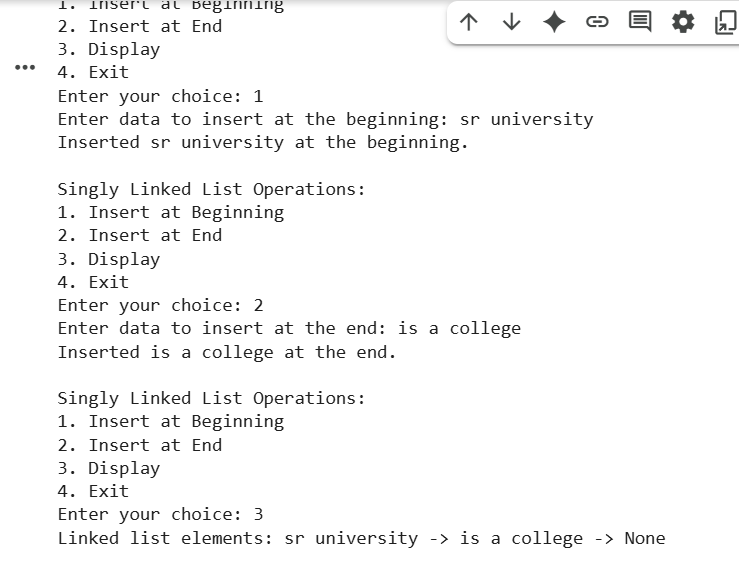 1. Insert at Beginning
2. Insert at End
3. Display
4. Exit
Enter your choice: 1
Enter data to insert at the beginning: sr university
Inserted sr university at the beginning.

Singly Linked List Operations:
1. Insert at Beginning
2. Insert at End
3. Display
4. Exit
Enter your choice: 2
Enter data to insert at the end: is a college
Inserted is a college at the end.

Singly Linked List Operations:
1. Insert at Beginning
2. Insert at End
3. Display
4. Exit
Enter your choice: 3
Linked list elements: sr university -> is a college -> None